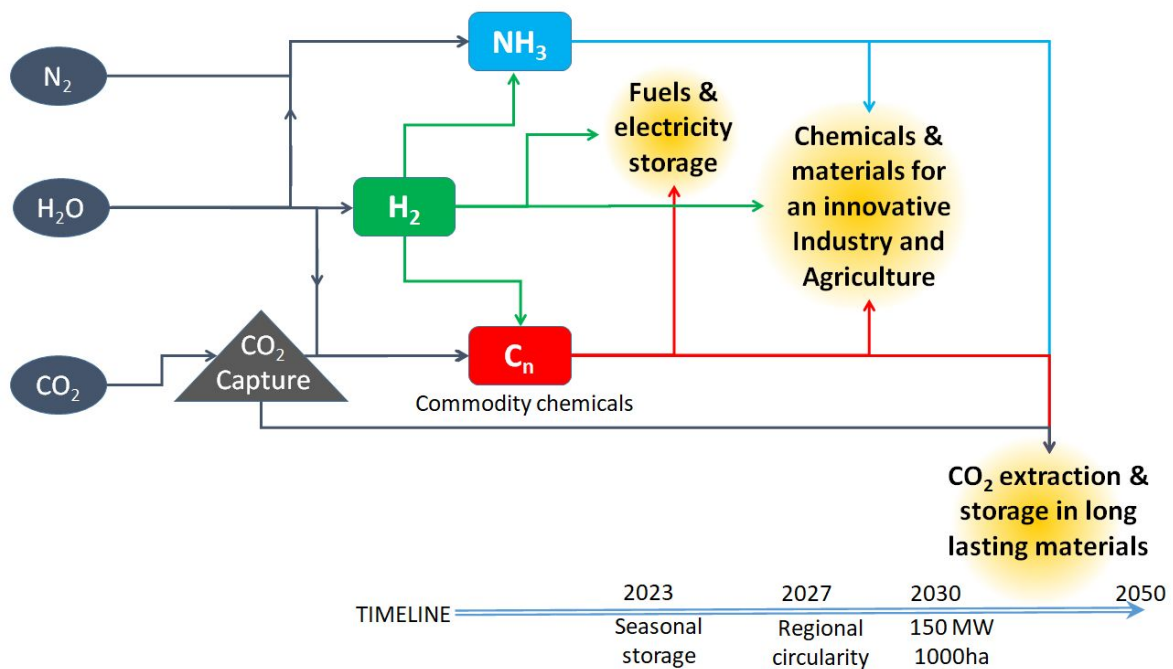 NH₃
N₂
Fuels &
electricity
storage
Chemicals &
materials for
an innovative
Industry and
Agriculture
H₂O
H₂
CO₂
Capture
CO₂
Cₙ
Commodity chemicals
CO₂ extraction &
storage in long
lasting materials
TIMELINE
2023
2027
2030
2050
Seasonal
storage
Regional
circularity
150 MW
1000ha